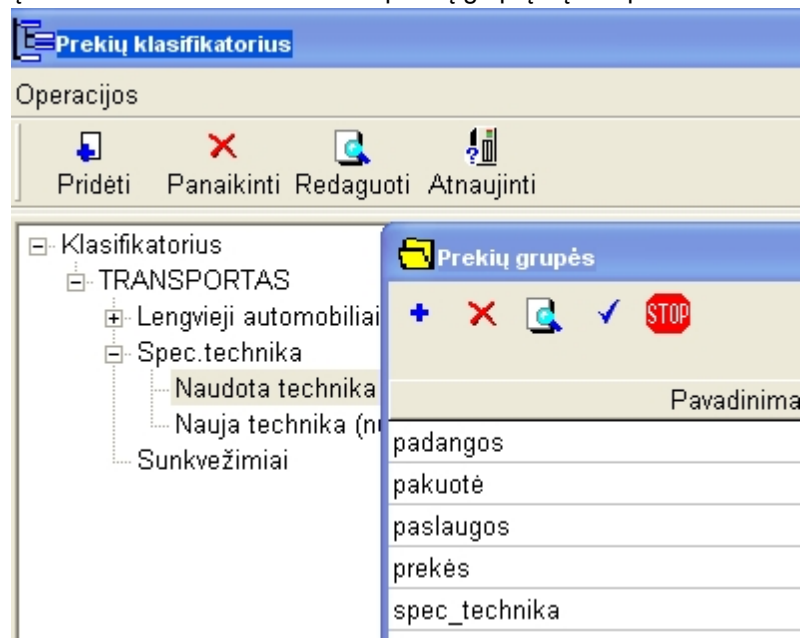 Prekių klasifikatorius
Operacijos
Pridėti Panaikinti Redaguoti Atnaujinti
Klasifikatorius
TRANSPORTAS
Lengvieji automobiliai
Spec.technika
Naudota technika
Nauja technika
Sunkvežimiai
Prekių grupės
STOP
Pavadinima
padangos
pakuotė
paslaugos
prekės
spec_technika